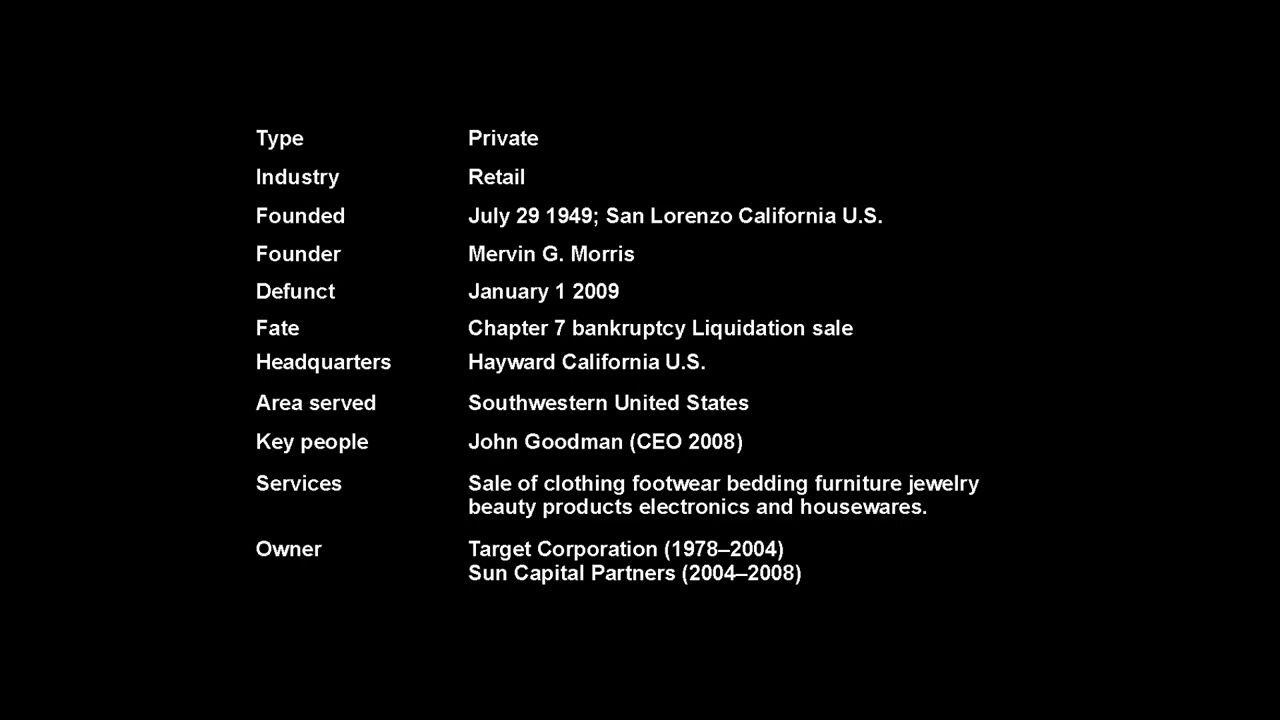 Type Private
Industry Retail
Founded July 29 1949; San Lorenzo California U.S.
Founder Mervin G. Morris
Defunct January 1 2009
Fate Chapter 7 bankruptcy Liquidation sale
Headquarters Hayward California U.S.
Area served Southwestern United States
Key people John Goodman (CEO 2008)
Services Sale of clothing footwear bedding furniture jewelry
beauty products electronics and housewares.
Owner Target Corporation (1978–2004)
Sun Capital Partners (2004–2008)